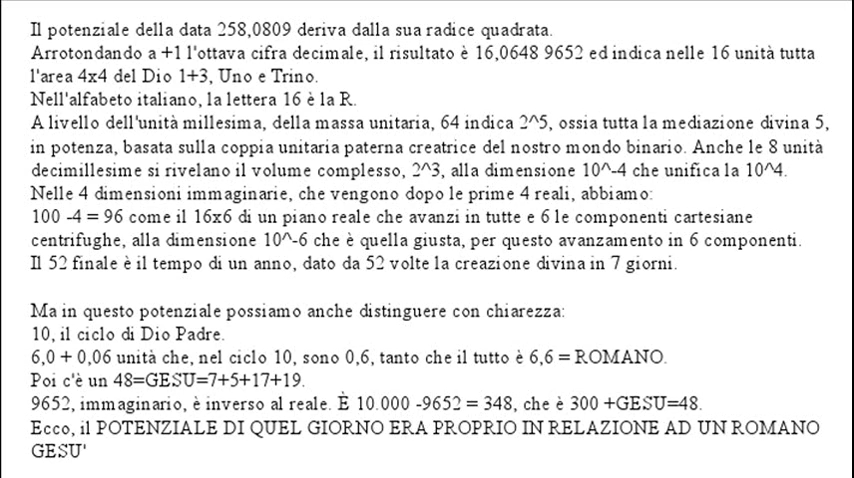 Il potenziale della data 258,0809 deriva dalla sua radice quadrata.
Arrotondando a +1 l'ottava cifra decimale, il risultato è 16,0648 9652 ed indica nelle 16 unità tutta
l'area 4x4 del Dio 1+3, Uno e Trino.
Nell'alfabeto italiano, la lettera 16 è la R.
A livello dell'unità millesima, della massa unitaria, 64 indica 2^5, ossia tutta la mediazione divina 5,
in potenza, basata sulla coppia unitaria paterna creatrice del nostro mondo binario. Anche le 8 unità
decimillesime si rivelano il volume complesso, 2^3, alla dimensione 10^-4 che unifica la 10^4.
Nelle 4 dimensioni immaginarie, che vengono dopo le prime 4 reali, abbiamo:
100 -4 = 96 come il 16x6 di un piano reale che avanzi in tutte e 6 le componenti cartesiane
centrifughe, alla dimensione 10^-6 che è quella giusta, per questo avanzamento in 6 componenti.
Il 52 finale è il tempo di un anno, dato da 52 volte la creazione divina in 7 giorni.
Ma in questo potenziale possiamo anche distinguere con chiarezza:
10, il ciclo di Dio Padre.
6,0 + 0,06 unità che, nel ciclo 10, sono 0,6, tanto che il tutto è 6,6 = ROMANO.
Poi c'è un 48=GESU=7+5+17+19.
9652, immaginario, è inverso al reale. È 10.000 -9652 = 348, che è 300 +GESU=48.
Ecco, il POTENZIALE DI QUEL GIORNO ERA PROPRIO IN RELAZIONE AD UN ROMANO
GESU'